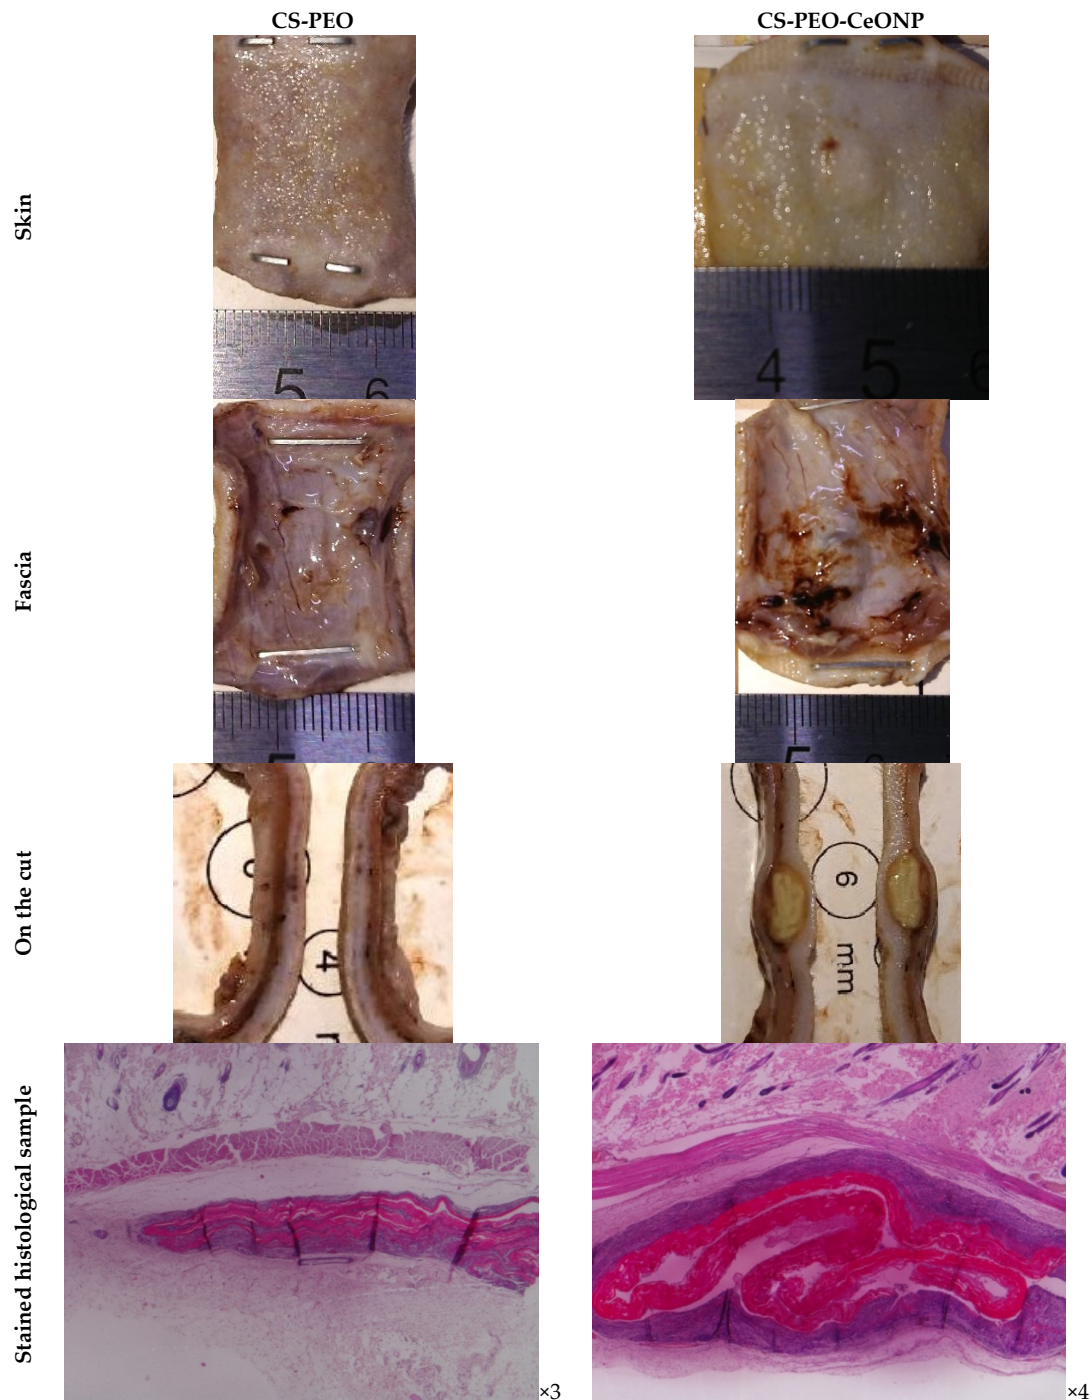 CS-PEO
CS-PEO-CeONP
Skin
5 6
4 5 6
Fascia
5
On the cut
4
6
mm
Stained histological sample
×3
×4